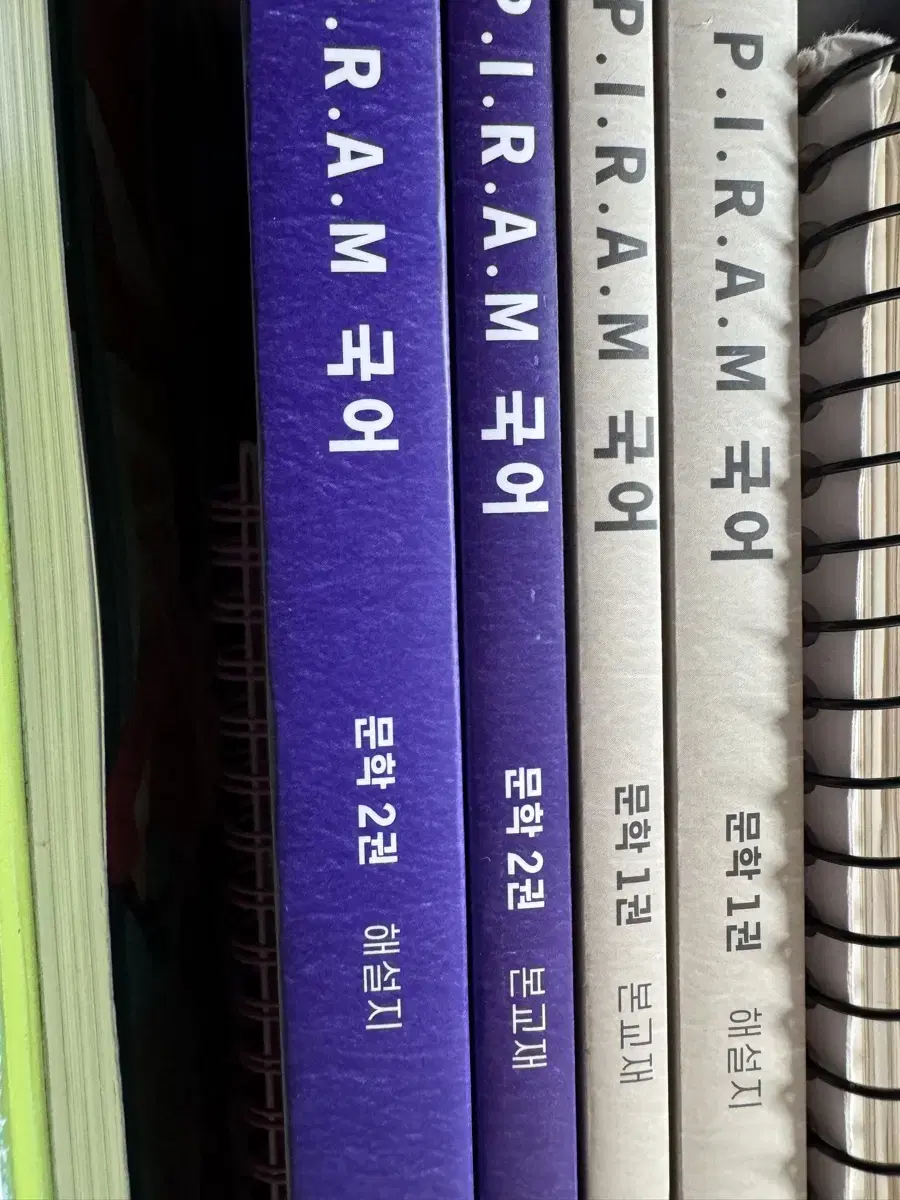 .R.A.M 국어 문학 2권 해설지
P.I.R.A.M 국어 문학 2권 본교재
P.I.R.A.M 국어 문학 1권 본교재
P.I.R.A.M 국어 문학 1권 해설지